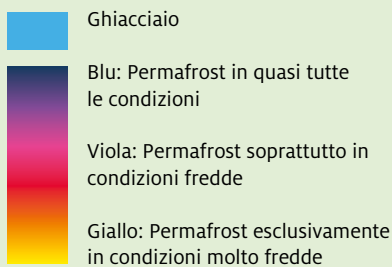 Ghiacciaio
Blu: Permafrost in quasi tutte
le condizioni
Viola: Permafrost soprattutto in
condizioni fredde
Giallo: Permafrost esclusivamente
in condizioni molto fredde